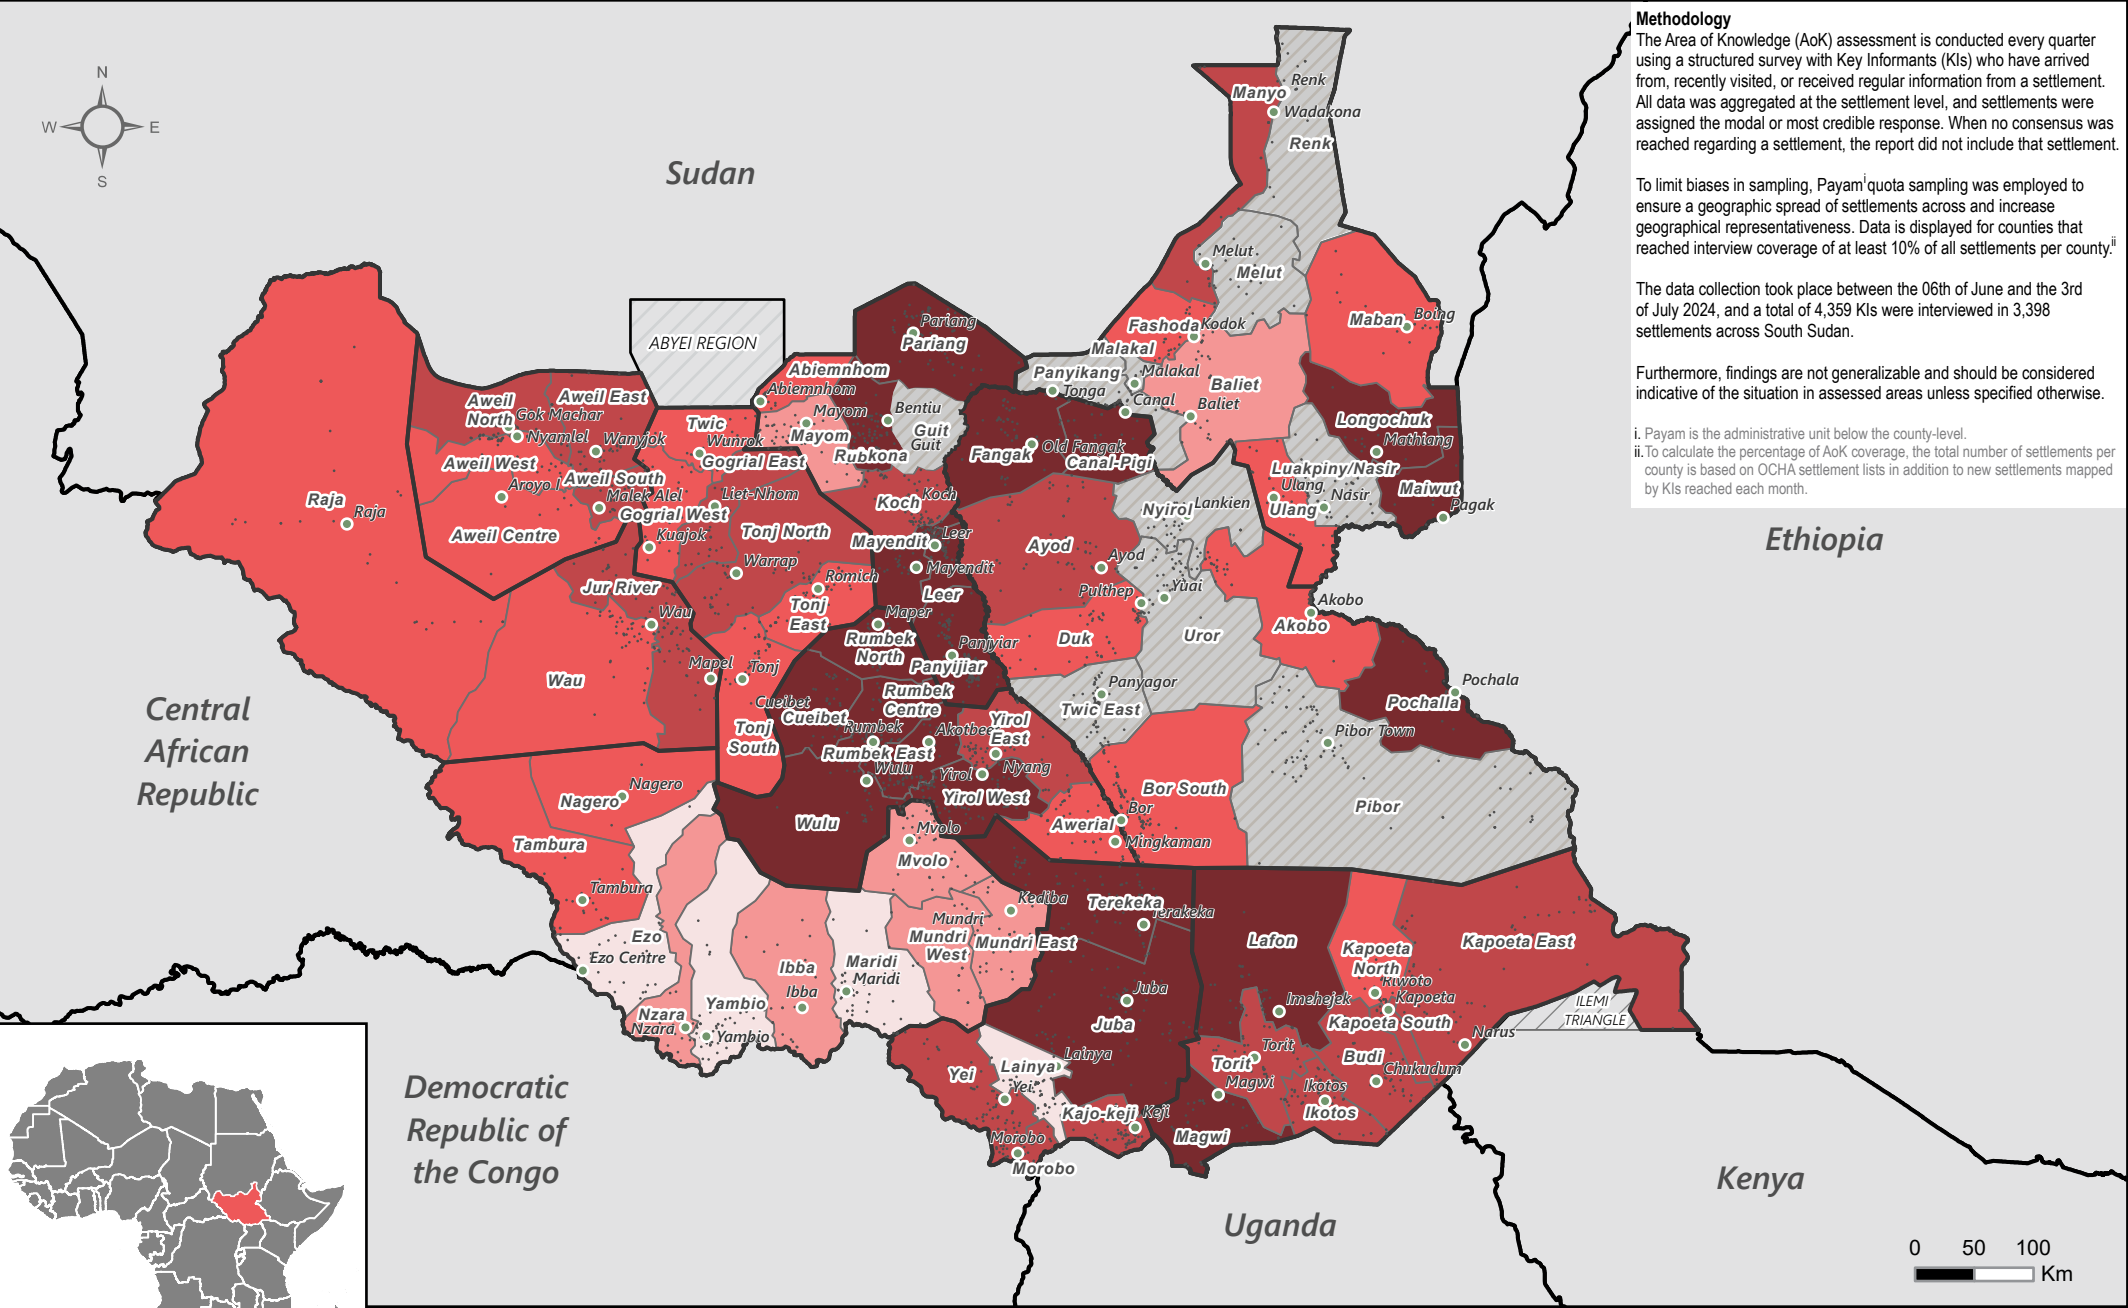 Methodology
The Area of Knowledge (AoK) assessment is conducted every quarter
using a structured survey with Key Informants (KIs) who have arrived
from, recently visited, or received regular information from a settlement.
All data was aggregated at the settlement level, and settlements were
assigned the modal or most credible response. When no consensus was
reached regarding a settlement, the report did not include that settlement.
To limit biases in sampling, Payam i quota sampling was employed to
ensure a geographic spread of settlements across and increase
geographical representativeness. Data is displayed for counties that
reached interview coverage of at least 10% of all settlements per county. ii
The data collection took place between the 06th of June and the 3rd
of July 2024, and a total of 4,359 KIs were interviewed in 3,398
settlements across South Sudan.
Furthermore, findings are not generalizable and should be considered
indicative of the situation in assessed areas unless specified otherwise.
i. Payam is the administrative unit below the county-level.
ii. To calculate the percentage of AoK coverage, the total number of settlements per
county is based on OCHA settlement lists in addition to new settlements mapped
by KIs reached each month.
N
W
E
S
Sudan
Ethiopia
Central
African
Republic
Democratic
Republic of
the Congo
Uganda
Kenya
ABYEI REGION
ILEMI
TRIANGLE
Renk
Manyo
Wadakona
Renk
Melut
Melut
Maban
Boing
Fashoda
Kodok
Malakal
Malakal
Panyikang
Tonga
Canal
Baliet
Baliet
Pariang
Pariang
Abiemnhom
Abiemnhom
Mayom
Mayom
Bentiu
Guit
Guit
Rubkona
Fangak
Old Fangak
Canal-Pigi
Longochuk
Mathiang
Luakpiny/Nasir
Ulang
Nasir
Ulang
Maiwut
Pagak
Aweil
North
Gok Machar
Nyamlel
Aweil East
Wanyjok
Aweil West
Aroyo
Aweil South
Malek Alel
Aweil Centre
Raja
Raja
Twic
Wunrok
Gogrial East
Liet-Nhom
Gogrial West
Kuajok
Tonj North
Warrap
Romich
Tonj
East
Koch
Koch
Mayendit
Leer
Mayendit
Leer
Ayod
Ayod
Nyirol
Lankien
Pulthep
Yuai
Duk
Uror
Akobo
Akobo
Jur River
Wau
Wau
Mapel
Tonj
Tonj
South
Maper
Rumbek
North
Panyjiar
Panyijiar
Rumbek
Centre
Cueibet
Cueibet
Rumbek
Akotbee
Rumbek East
Wulu
Wulu
Yirol
East
Yirol
Nyang
Yirol West
Panyagor
Twic East
Pochalla
Pochala
Pibor Town
Pibor
Bor South
Bor
Awerial
Mingkaman
Nagero
Nagero
Tambura
Tambura
Ezo
Ezo Centre
Nzara
Nzara
Yambio
Yambio
Ibba
Ibba
Maridi
Maridi
Mvolo
Mvolo
Mundri
Mundri
West
Kediba
Mundri East
Terekeka
Terakeka
Juba
Juba
Lafon
Imehejek
Kapoeta
North
Riwoto
Kapoeta
Kapoeta South
Kapoeta East
Narus
Budi
Chukudum
Torit
Torit
Magwi
Magwi
Ikotos
Ikotos
Yei
Yei
Lainya
Lainya
Kajo-keji
Keji
Morobo
Morobo
0 50 100
Km